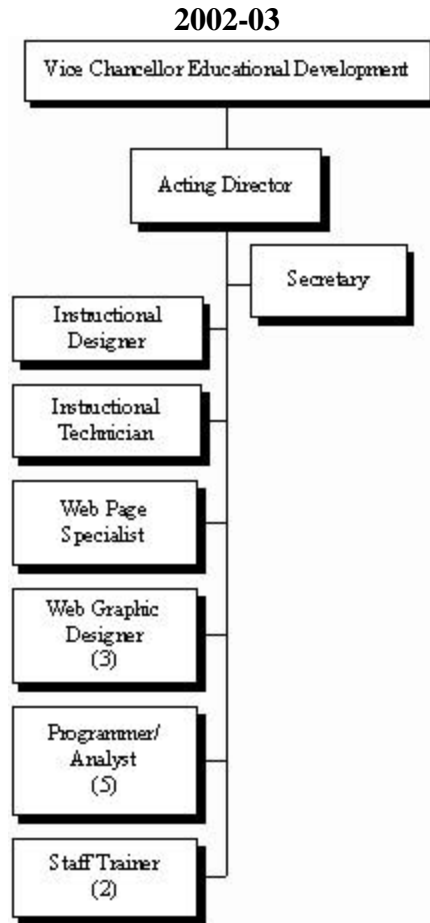 2002-03
Vice Chancellor Educational Development
Acting Director
Secretary
Instructional
Designer
Instructional
Technician
Web Page
Specialist
Web Graphic
Designer
(3)
Programmer/
Analyst
(5)
Staff Trainer
(2)